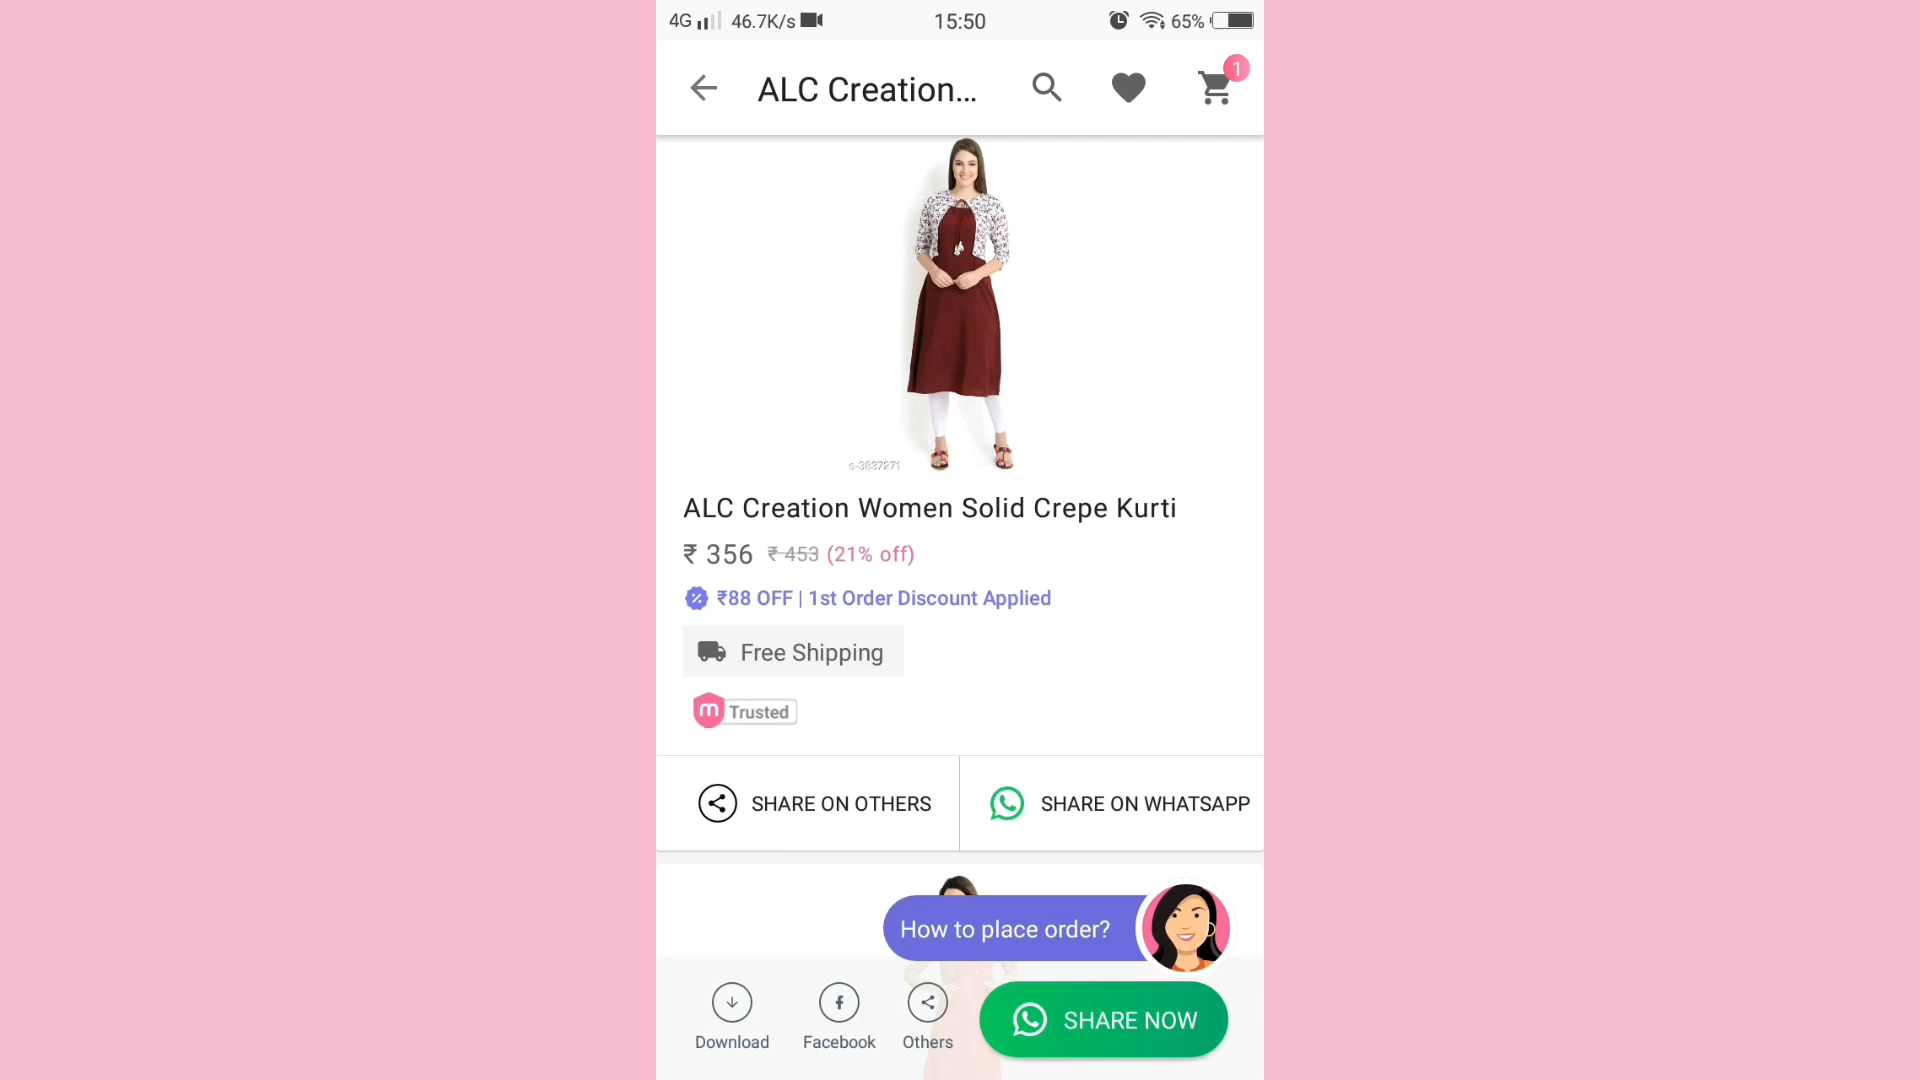 4G 46.7K/s 15:50 65%
ALC Creation... 1
s-3837271
ALC Creation Women Solid Crepe Kurti
₹ 356 ₹ 453 (21% off)
₹88 OFF | 1st Order Discount Applied
Free Shipping
m Trusted
SHARE ON OTHERS SHARE ON WHATSAPP
How to place order?
Download Facebook Others SHARE NOW